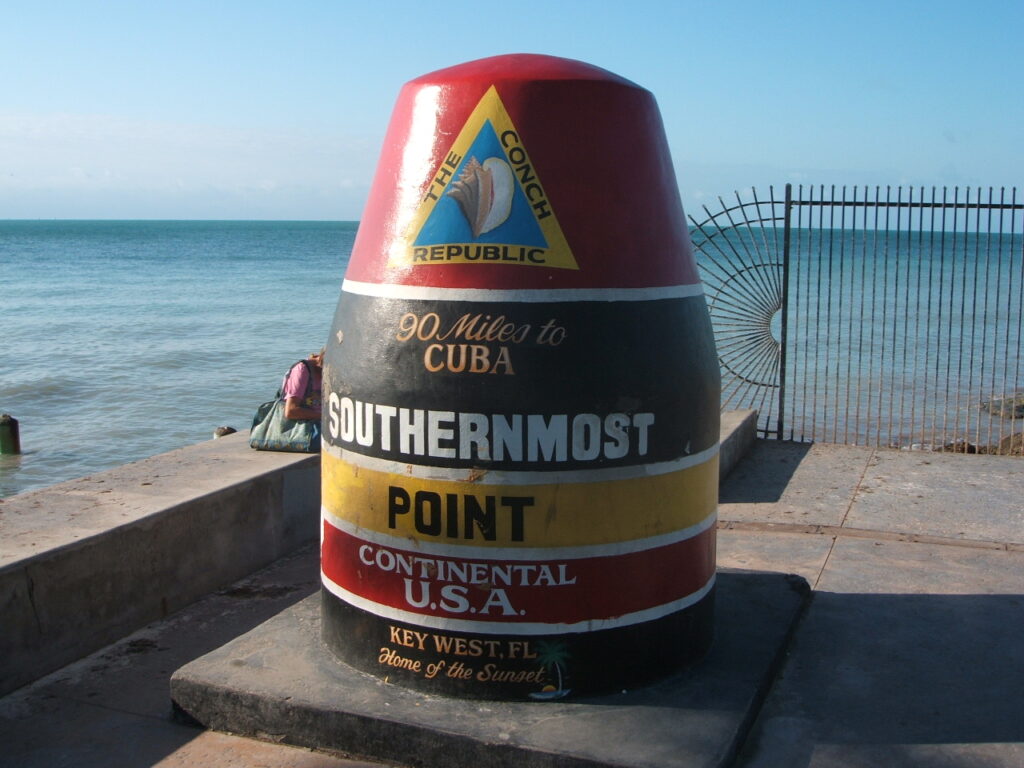 THE CONCH
REPUBLIC
90 Miles to
CUBA
SOUTHERNMOST
POINT
CONTINENTAL
U.S.A.
KEY WEST, FL
Home of the Sunset